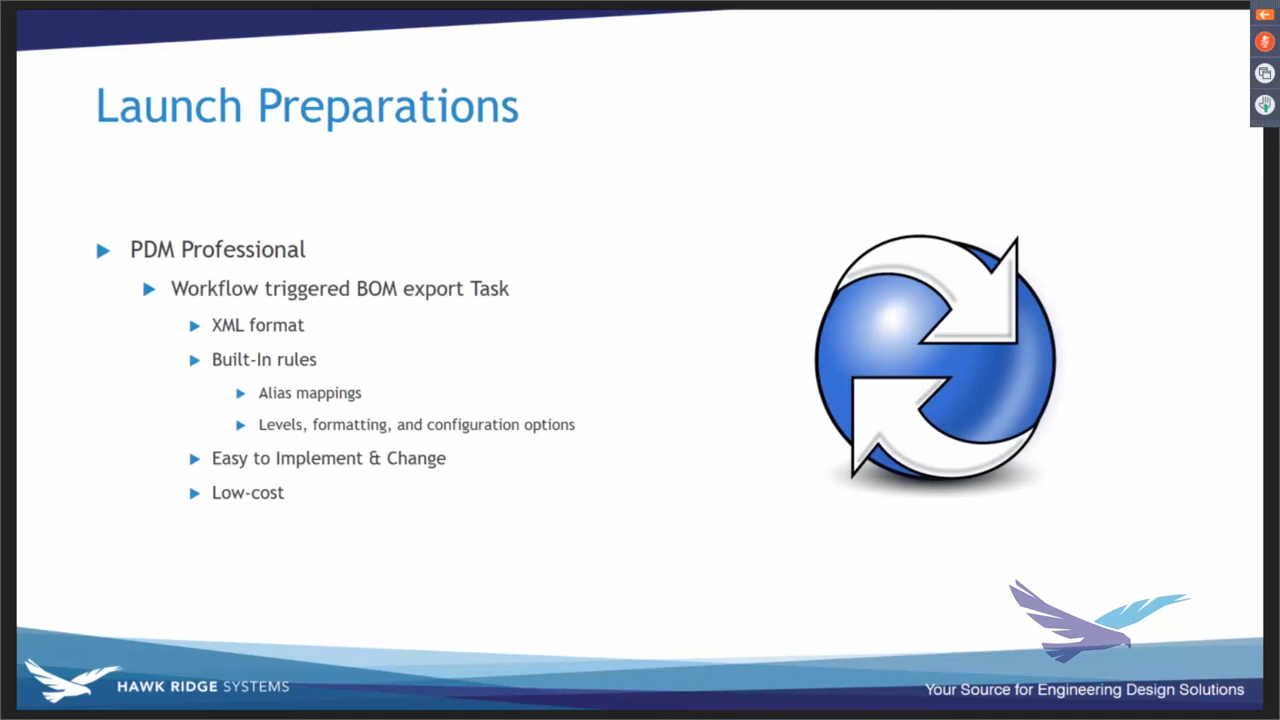 Launch Preparations
PDM Professional
Workflow triggered BOM export Task
XML format
Built-In rules
Alias mappings
Levels, formatting, and configuration options
Easy to Implement & Change
Low-cost
HAWK RIDGE SYSTEMS
Your Source for Engineering Design Solutions